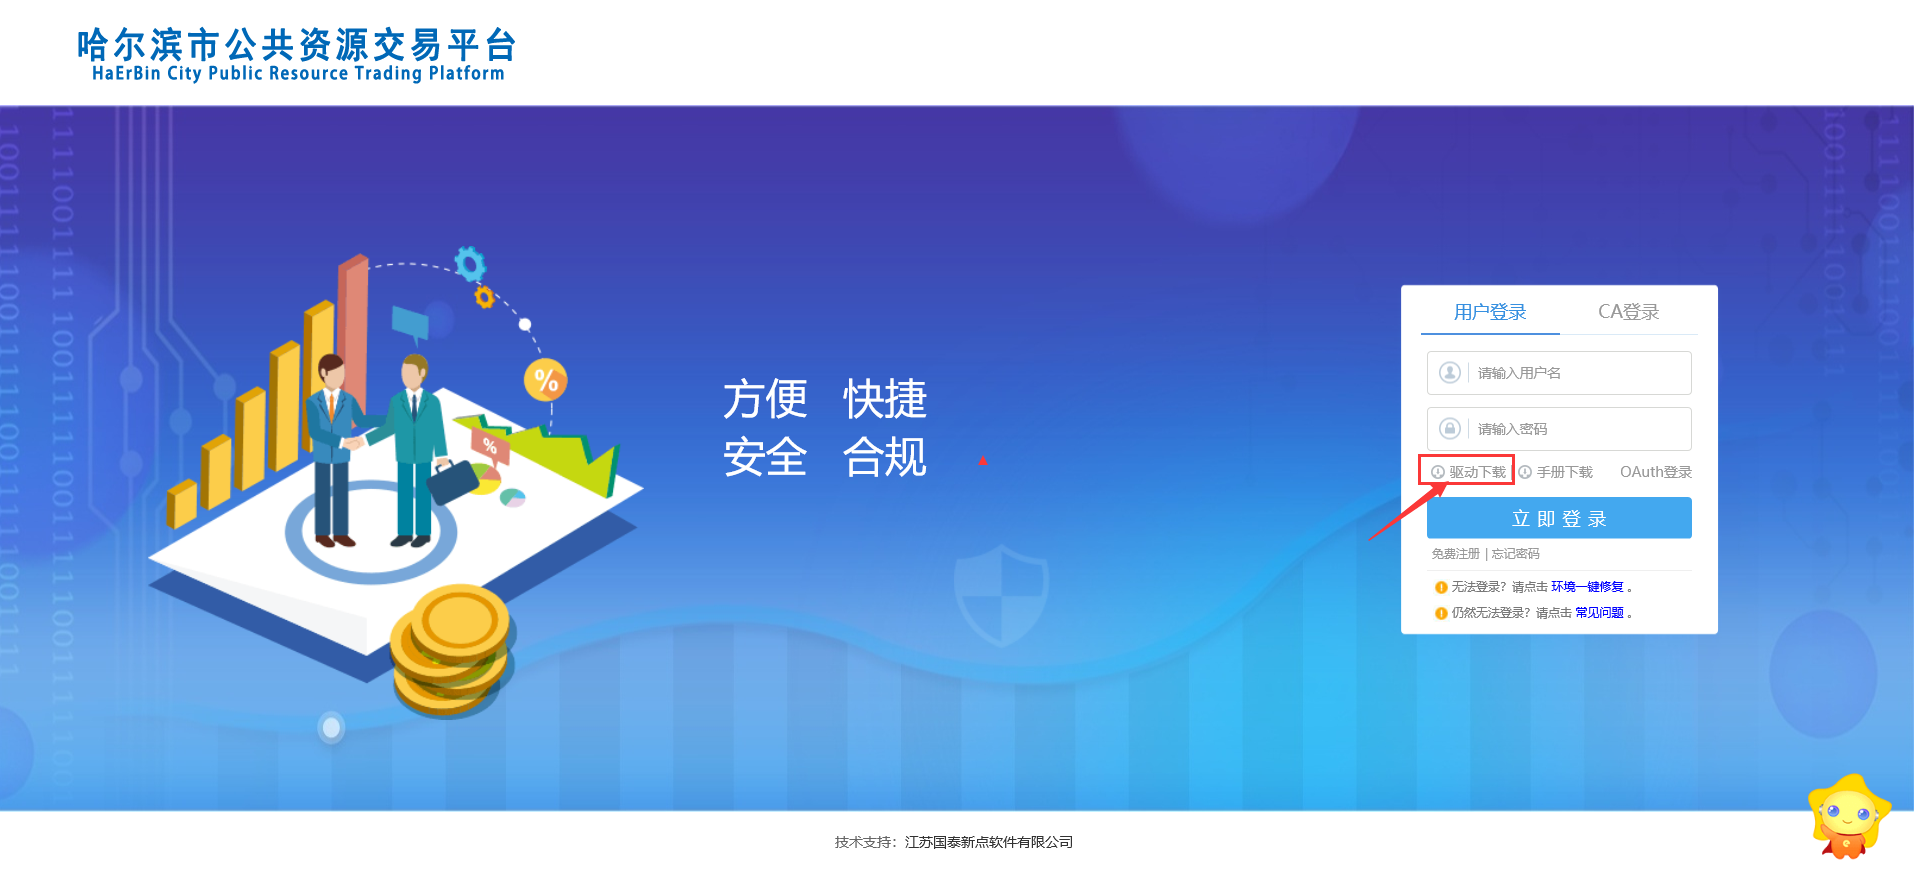 哈尔滨市公共资源交易平台
HaErBin City Public Resource Trading Platform
方便 快捷
安全 合规
用户登录 CA登录
请输入用户名
请输入密码
驱动下载 手册下载 OAuth登录
立即登录
免费注册 | 忘记密码
无法登录？请点击 环境一键修复 。
仍然无法登录？请点击 常见问题 。
%
%
技术支持：江苏国泰新点软件有限公司